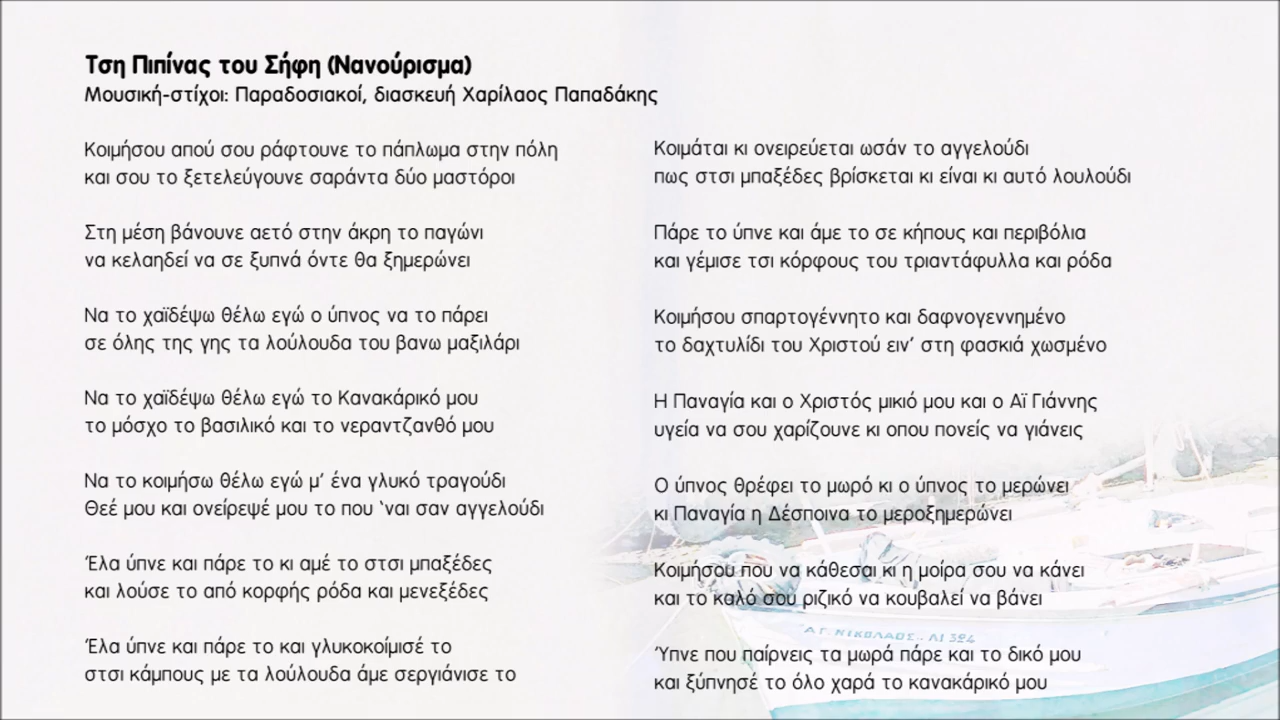 Τση Πιπίνας του Σήφη (Νανούρισμα)
Μουσική-στίχοι: Παραδοσιακοί, διασκευή Χαρίλαος Παπαδάκης
Κοιμήσου απού σου ράφτουνε το πάπλωμα στην πόλη
και σου το ξετελεύγουνε σαράντα δύο μαστόροι
Στη μέση βάνουνε αετό στην άκρη το παγώνι
να κελαηδεί να σε ξυπνά όντε θα ξημερώνει
Να το χαϊδέψω θέλω εγώ ο ύπνος να το πάρει
σε όλης της γης τα λούλουδα του βανω μαξιλάρι
Να το χαϊδέψω θέλω εγώ το Κανακάρικό μου
το μόσχο το βασιλικό και το νεραντζανθό μου
Να το κοιμήσω θέλω εγώ μ’ ένα γλυκό τραγούδι
Θεέ μου και ονείρεψέ μου το που ‘ναι σαν αγγελούδι
Έλα ύπνε και πάρε το κι αμέ το στσι μπαξέδες
και λούσε το από κορφής ρόδα και μενεξέδες
Έλα ύπνε και πάρε το και γλυκοκοίμισέ το
στσι κάμπους με τα λούλουδα άμε σεργιάνισε το
Κοιμάται κι ονειρεύεται ωσάν το αγγελούδι
πως στσι μπαξέδες βρίσκεται κι είναι κι αυτό λουλούδι
Πάρε το ύπνε και άμε το σε κήπους και περιβόλια
και γέμισε τσι κόρφους του τριαντάφυλλα και ρόδα
Κοιμήσου σπαρτογέννητο και δαφνογεννημένο
το δαχτυλίδι του Χριστού ειν’ στη φασκιά χωσμένο
Η Παναγία και ο Χριστός μικιό μου και ο Αϊ Γιάννης
υγεία να σου χαρίζουνε κι οπου πονείς να γιάνεις
Ο ύπνος θρέφει το μωρό κι ο ύπνος το μερώνει
κι Παναγία η Δέσποινα το μεροξημερώνει
Κοιμήσου που να κάθεσαι κι η μοίρα σου να κάνει
και το καλό σου ριζικό να κουβαλεί να βάνει
Ύπνε που παίρνεις τα μωρά πάρε και το δικό μου
και ξύπνησέ το όλο χαρά το κανακάρικό μου
ΑΓ. ΝΙΚΟΛΑΟΣ - ΛΙ 324